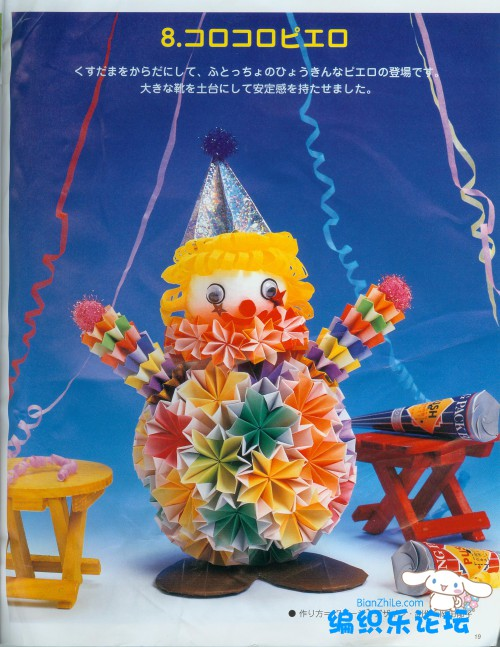 8.コロコロピエロ
くすだまをからだにして、ふとっちょのひょうきんなピエロの登場です。
大きな靴を土台にして安定感を持たせました。
BianZhiLe.com
● 作り方
编织乐论坛
19